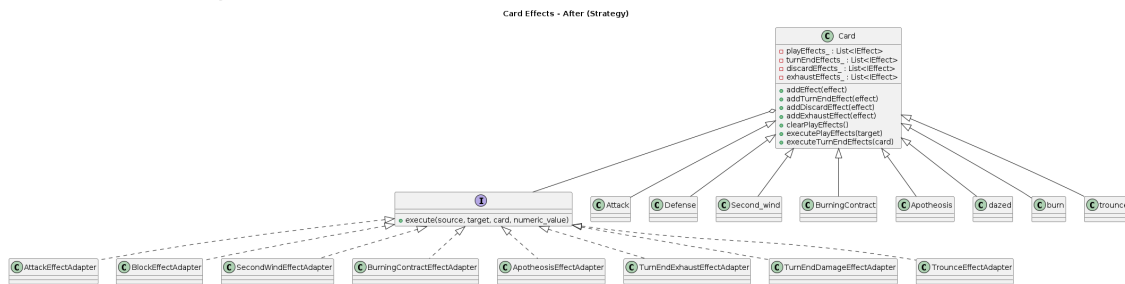 Card Effects - After (Strategy)
C Card
playEffects_ : List<IEffect>
turnEndEffects_ : List<IEffect>
discardEffects_ : List<IEffect>
exhaustEffects_ : List<IEffect>
addEffect(effect)
addTurnEndEffect(effect)
addDiscardEffect(effect)
addExhaustEffect(effect)
clearPlayEffects()
executePlayEffects(target)
executeTurnEndEffects(card)
I
execute(source, target, card, numeric_value)
C Attack
C Defense
C Second_wind
C BurningContract
C Apotheosis
C dazed
C burn
C trounce
C AttackEffectAdapter
C BlockEffectAdapter
C SecondWindEffectAdapter
C BurningContractEffectAdapter
C ApotheosisEffectAdapter
C TurnEndExhaustEffectAdapter
C TurnEndDamageEffectAdapter
C TrounceEffectAdapter